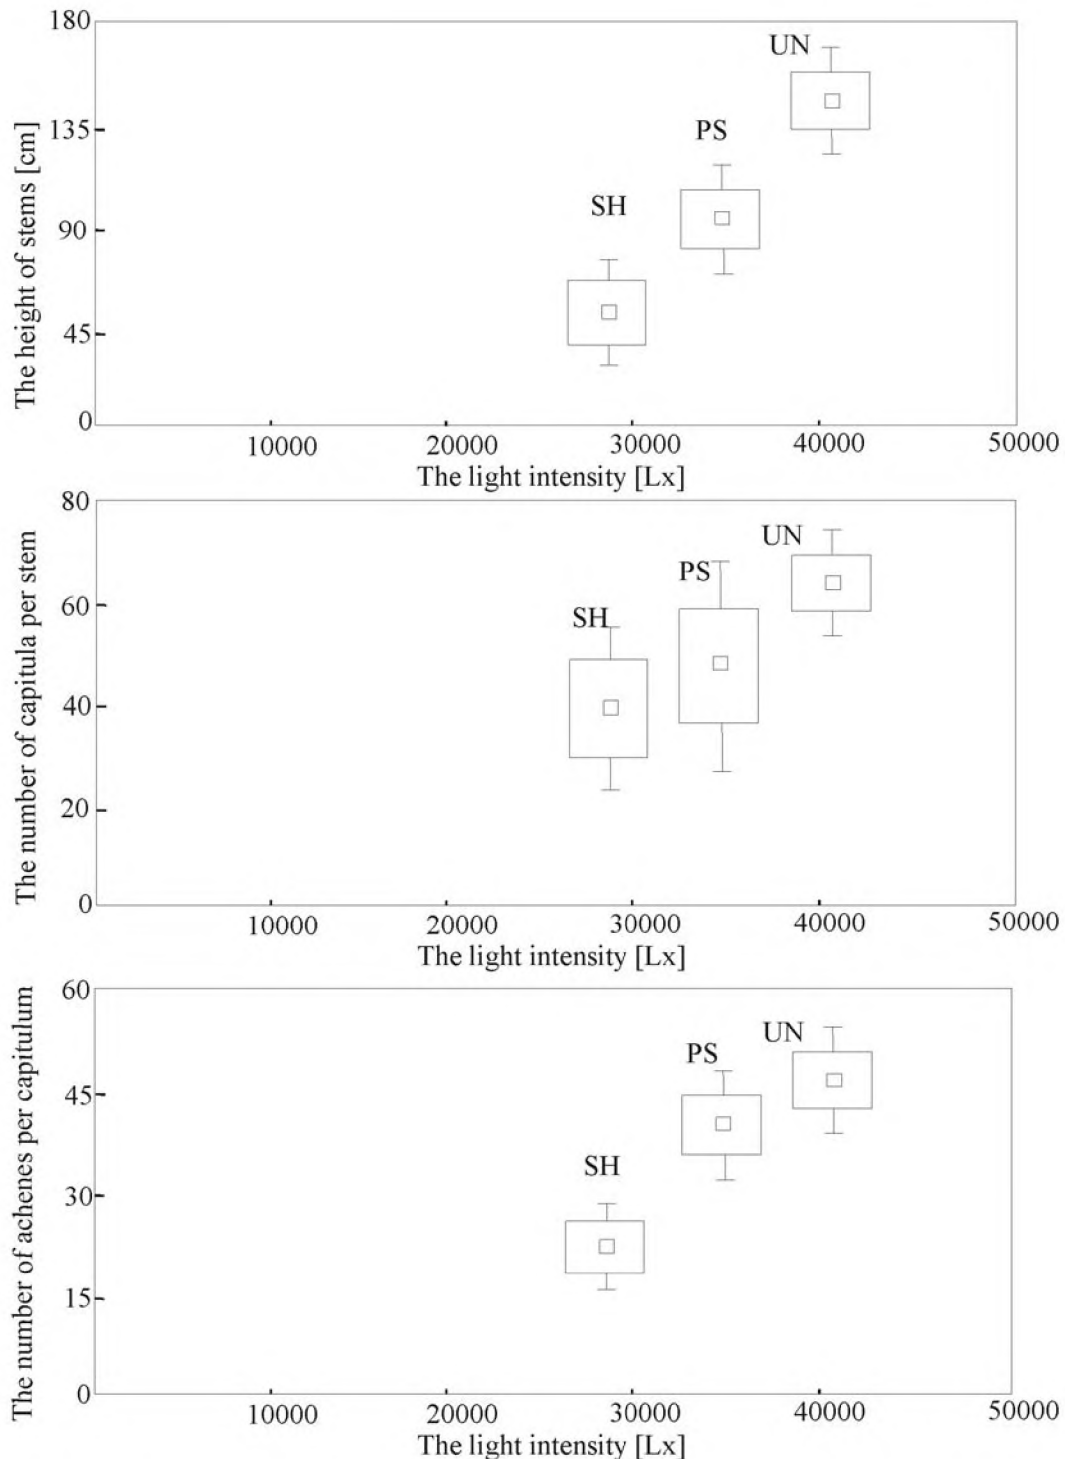 180
135
90
45
0
The height of stems [cm]
SH
PS
UN
10000 20000 30000 40000 50000
The light intensity [Lx]
80
60
40
20
0
The number of capitula per stem
SH
PS
UN
10000 20000 30000 40000 50000
The light intensity [Lx]
60
45
30
15
0
The number of achenes per capitulum
SH
PS
UN
10000 20000 30000 40000 50000
The light intensity [Lx]